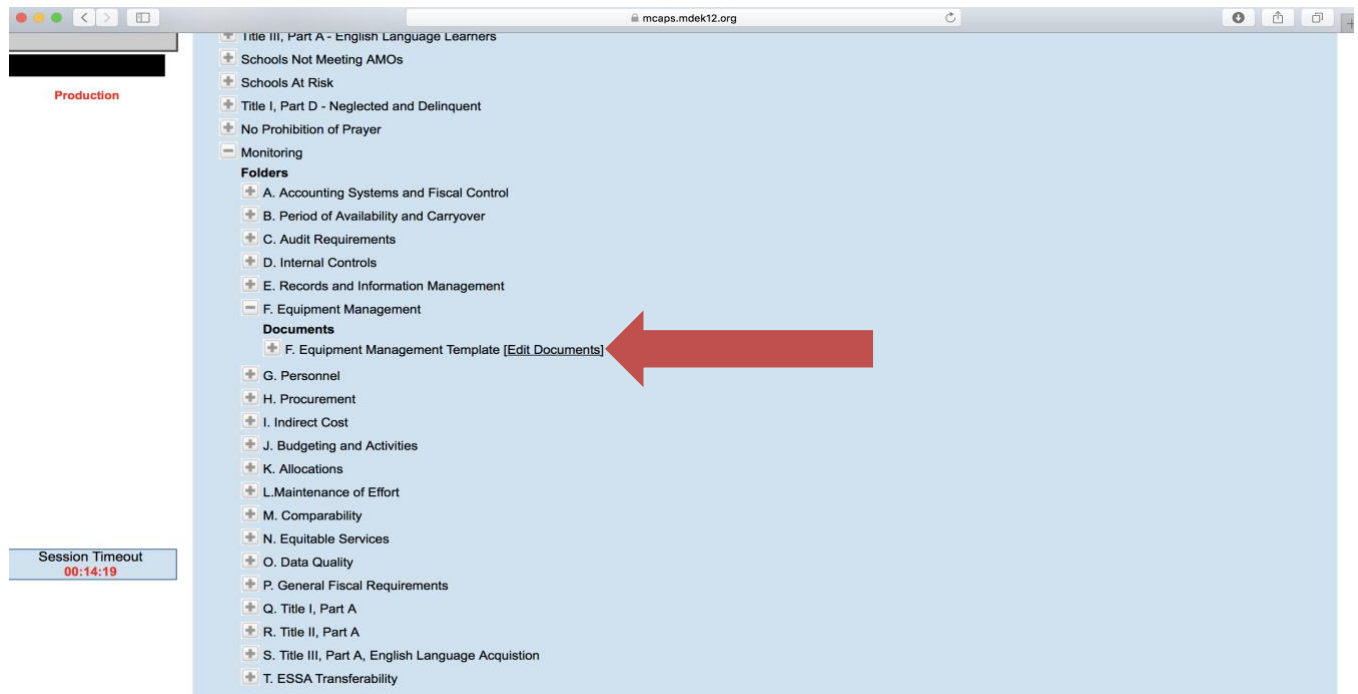 mcaps.mdek12.org
Title III, Part A - English Language Learners
Schools Not Meeting AMOs
Schools At Risk
Production
Title I, Part D - Neglected and Delinquent
No Prohibition of Prayer
Monitoring
Folders
A. Accounting Systems and Fiscal Control
B. Period of Availability and Carryover
C. Audit Requirements
D. Internal Controls
E. Records and Information Management
F. Equipment Management
Documents
F. Equipment Management Template [Edit Documents]
G. Personnel
H. Procurement
I. Indirect Cost
J. Budgeting and Activities
K. Allocations
L.Maintenance of Effort
M. Comparability
N. Equitable Services
Session Timeout
00:14:19
O. Data Quality
P. General Fiscal Requirements
Q. Title I, Part A
R. Title II, Part A
S. Title III, Part A, English Language Acquistion
T. ESSA Transferability